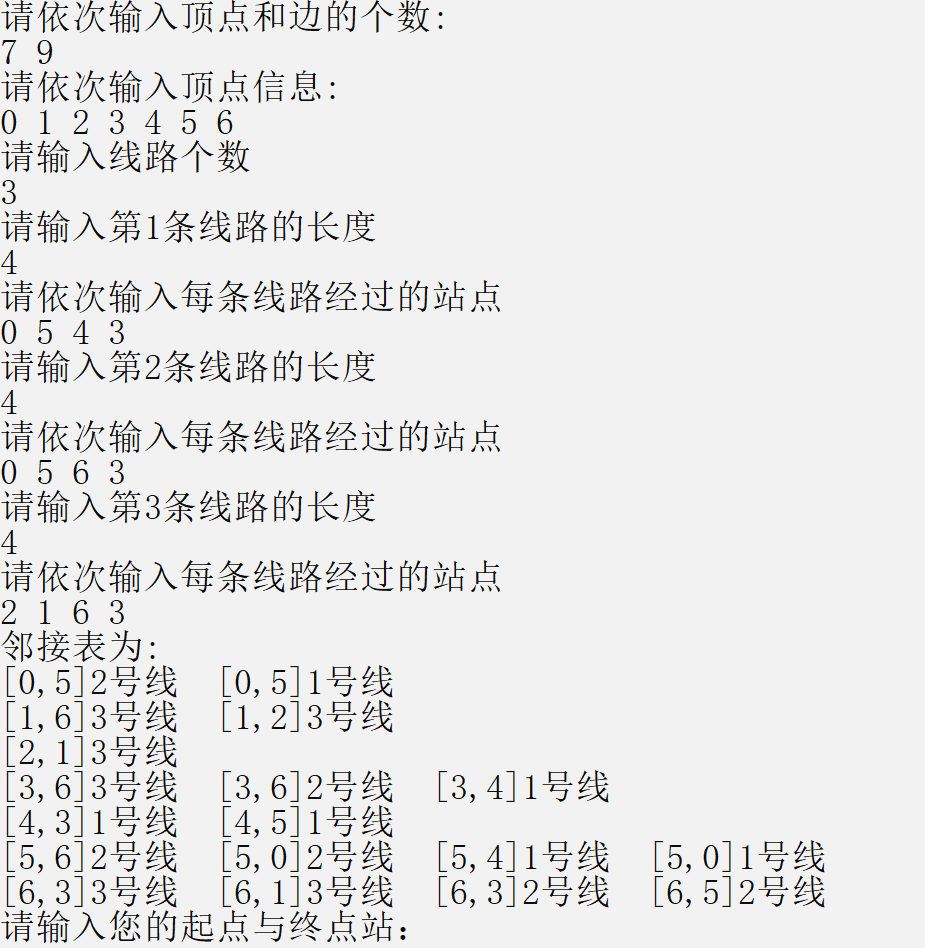 请依次输入顶点和边的个数:
7 9
请依次输入顶点信息:
0 1 2 3 4 5 6
请输入线路个数
3
请输入第1条线路的长度
4
请依次输入每条线路经过的站点
0 5 4 3
请输入第2条线路的长度
4
请依次输入每条线路经过的站点
0 5 6 3
请输入第3条线路的长度
4
请依次输入每条线路经过的站点
2 1 6 3
邻接表为:
[0,5]2号线  [0,5]1号线
[1,6]3号线  [1,2]3号线
[2,1]3号线
[3,6]3号线  [3,6]2号线  [3,4]1号线
[4,3]1号线  [4,5]1号线
[5,6]2号线  [5,0]2号线  [5,4]1号线  [5,0]1号线
[6,3]3号线  [6,1]3号线  [6,3]2号线  [6,5]2号线
请输入您的起点与终点站：